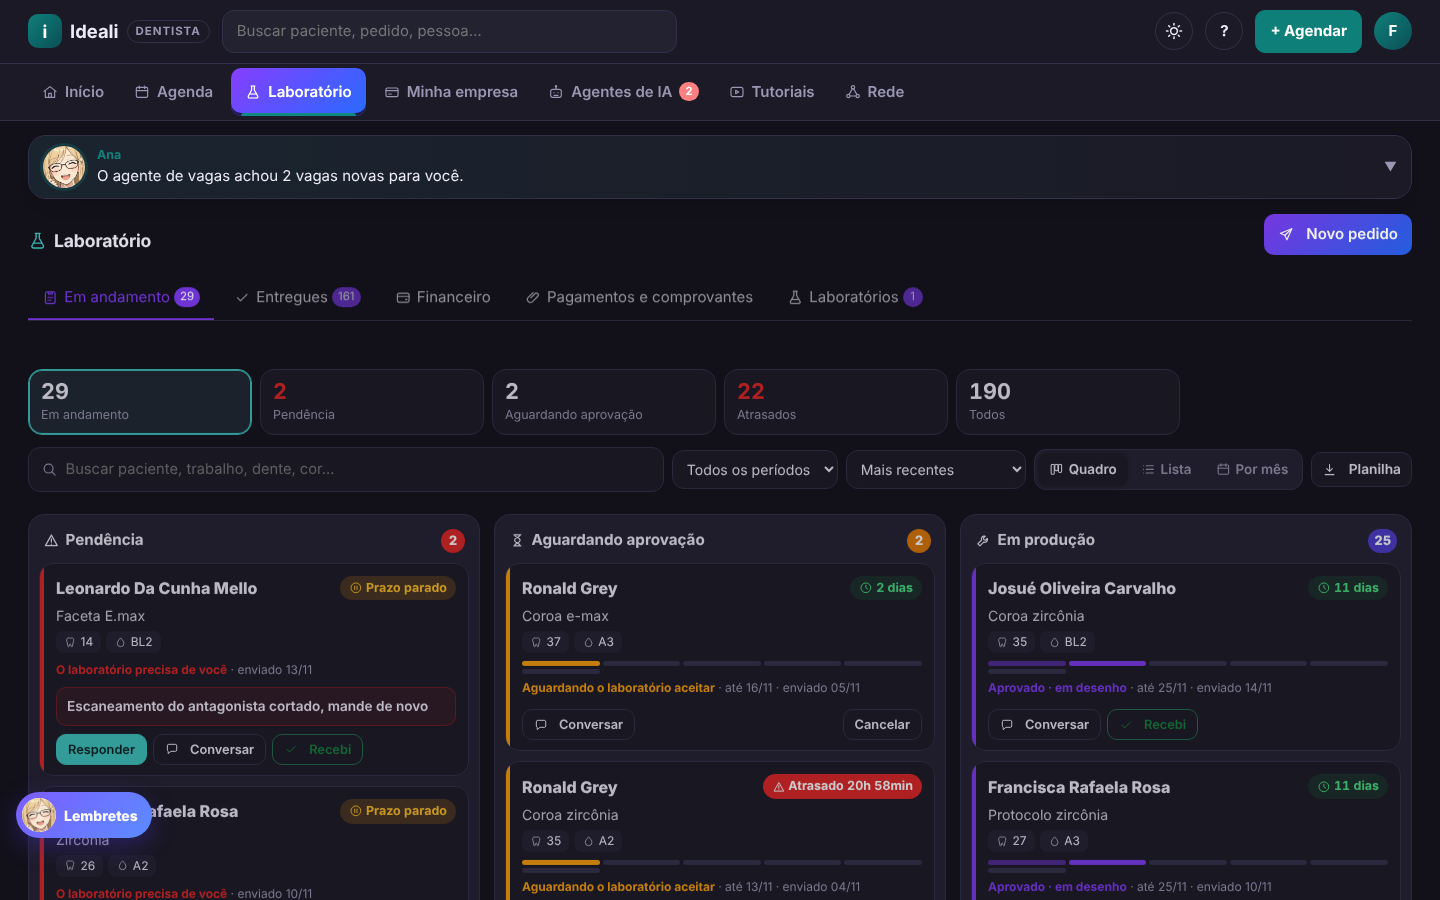 i Ideali DENTISTA Buscar paciente, pedido, pessoa... ? + Agendar F
Início Agenda Laboratório Minha empresa Agentes de IA 2 Tutoriais Rede
Ana
O agente de vagas achou 2 vagas novas para você.
Laboratório
Novo pedido
Em andamento 29 Entregues 161 Financeiro Pagamentos e comprovantes Laboratórios 1
29
Em andamento
2
Pendência
2
Aguardando aprovação
22
Atrasados
190
Todos
Buscar paciente, trabalho, dente, cor... Todos os períodos Mais recentes Quadro Lista Por mês Planilha
Pendência 2
Leonardo Da Cunha Mello Prazo parado
Faceta E.max
14 BL2
O laboratório precisa de você · enviado 13/11
Escaneamento do antagonista cortado, mande de novo
Responder Conversar Recebi
afaela Rosa Prazo parado
Zircônia
26 A2
O laboratório precisa de você · enviado 10/11
Lembretes
Aguardando aprovação 2
Ronald Grey 2 dias
Coroa e-max
37 A3
Aguardando o laboratório aceitar · até 16/11 · enviado 05/11
Conversar Cancelar
Ronald Grey Atrasado 20h 58min
Coroa zircônia
35 A2
Aguardando o laboratório aceitar · até 13/11 · enviado 04/11
Em produção 25
Josué Oliveira Carvalho 11 dias
Coroa zircônia
35 BL2
Aprovado · em desenho · até 25/11 · enviado 14/11
Conversar Recebi
Francisca Rafaela Rosa 11 dias
Protocolo zircônia
27 A3
Aprovado · em desenho · até 25/11 · enviado 10/11